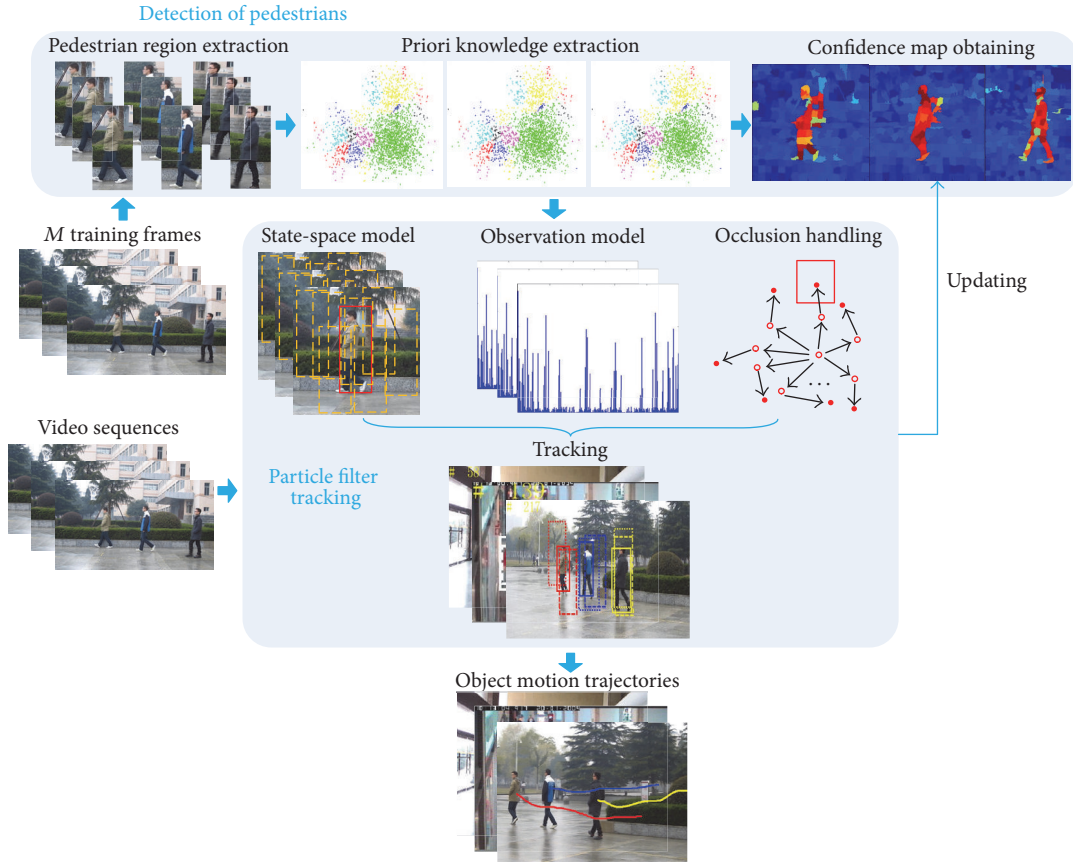 Detection of pedestrians
Pedestrian region extraction
Priori knowledge extraction
Confidence map obtaining
M training frames
State-space model
Observation model
Occlusion handling
Updating
Video sequences
Tracking
Particle filter
tracking
# 217
Object motion trajectories